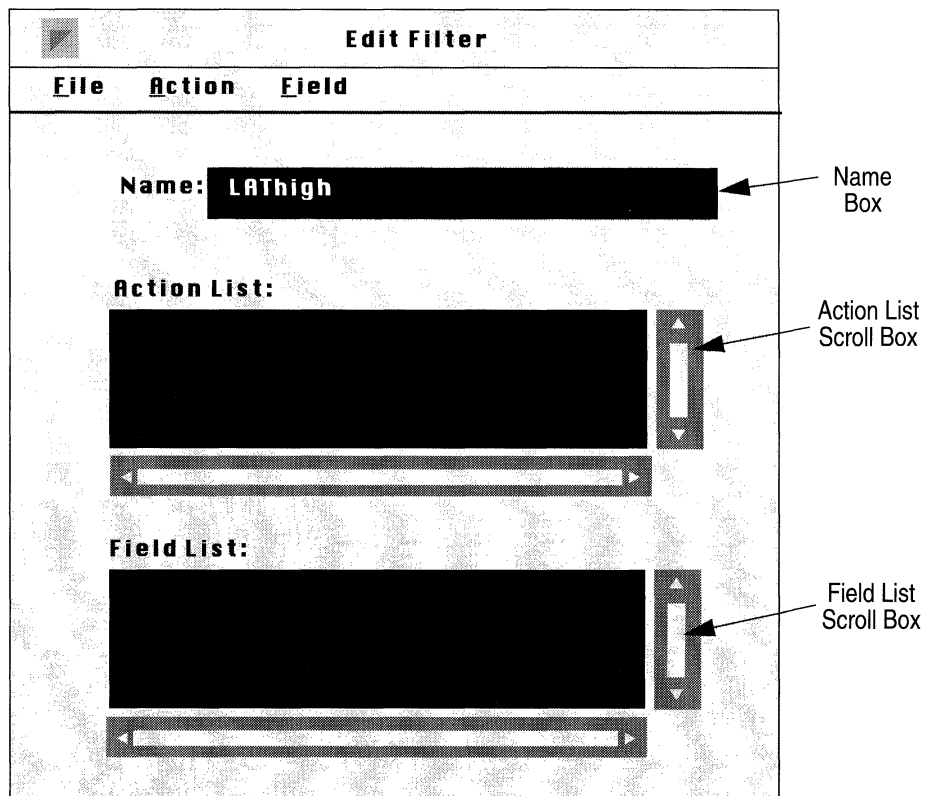 Edit Filter
File Action Field
Name: LAThigh
Name
Box
Action List:
Action List
Scroll Box
Field List:
Field List
Scroll Box